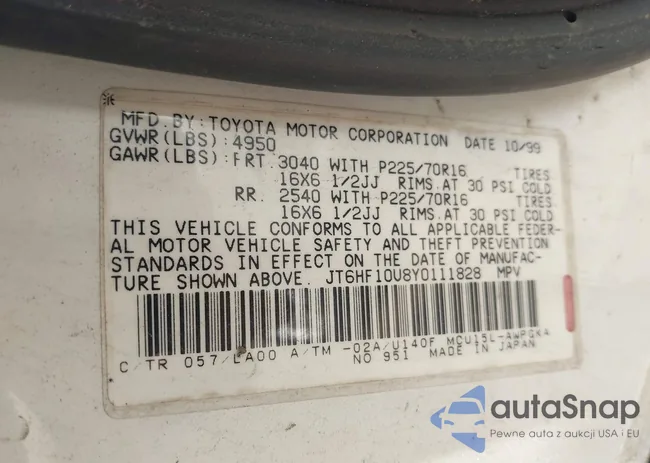 MFD BY: TOYOTA MOTOR CORPORATION DATE 10/99
GVWR(LBS):4950
GAWR(LBS):FRT. 3040 WITH P225/70R16 TIRES
16X6 1/2JJ RIMS.AT 30 PSI COLD
RR. 2540 WITH P225/70R16 TIRES
16X6 1/2JJ RIMS.AT 30 PSI COLD
THIS VEHICLE CONFORMS TO ALL APPLICABLE FEDER-
AL MOTOR VEHICLE SAFETY AND THEFT PREVENTION
STANDARDS IN EFFECT ON THE DATE OF MANUFAC-
TURE SHOWN ABOVE. JT6HF10U8Y0111828 MPV
C/TR 057/LA00 A/TM -02A/U140F MCU15L-AWPGKA
NO 951 MADE IN JAPAN
autaSnap
Pewne auta z aukcji USA i EU